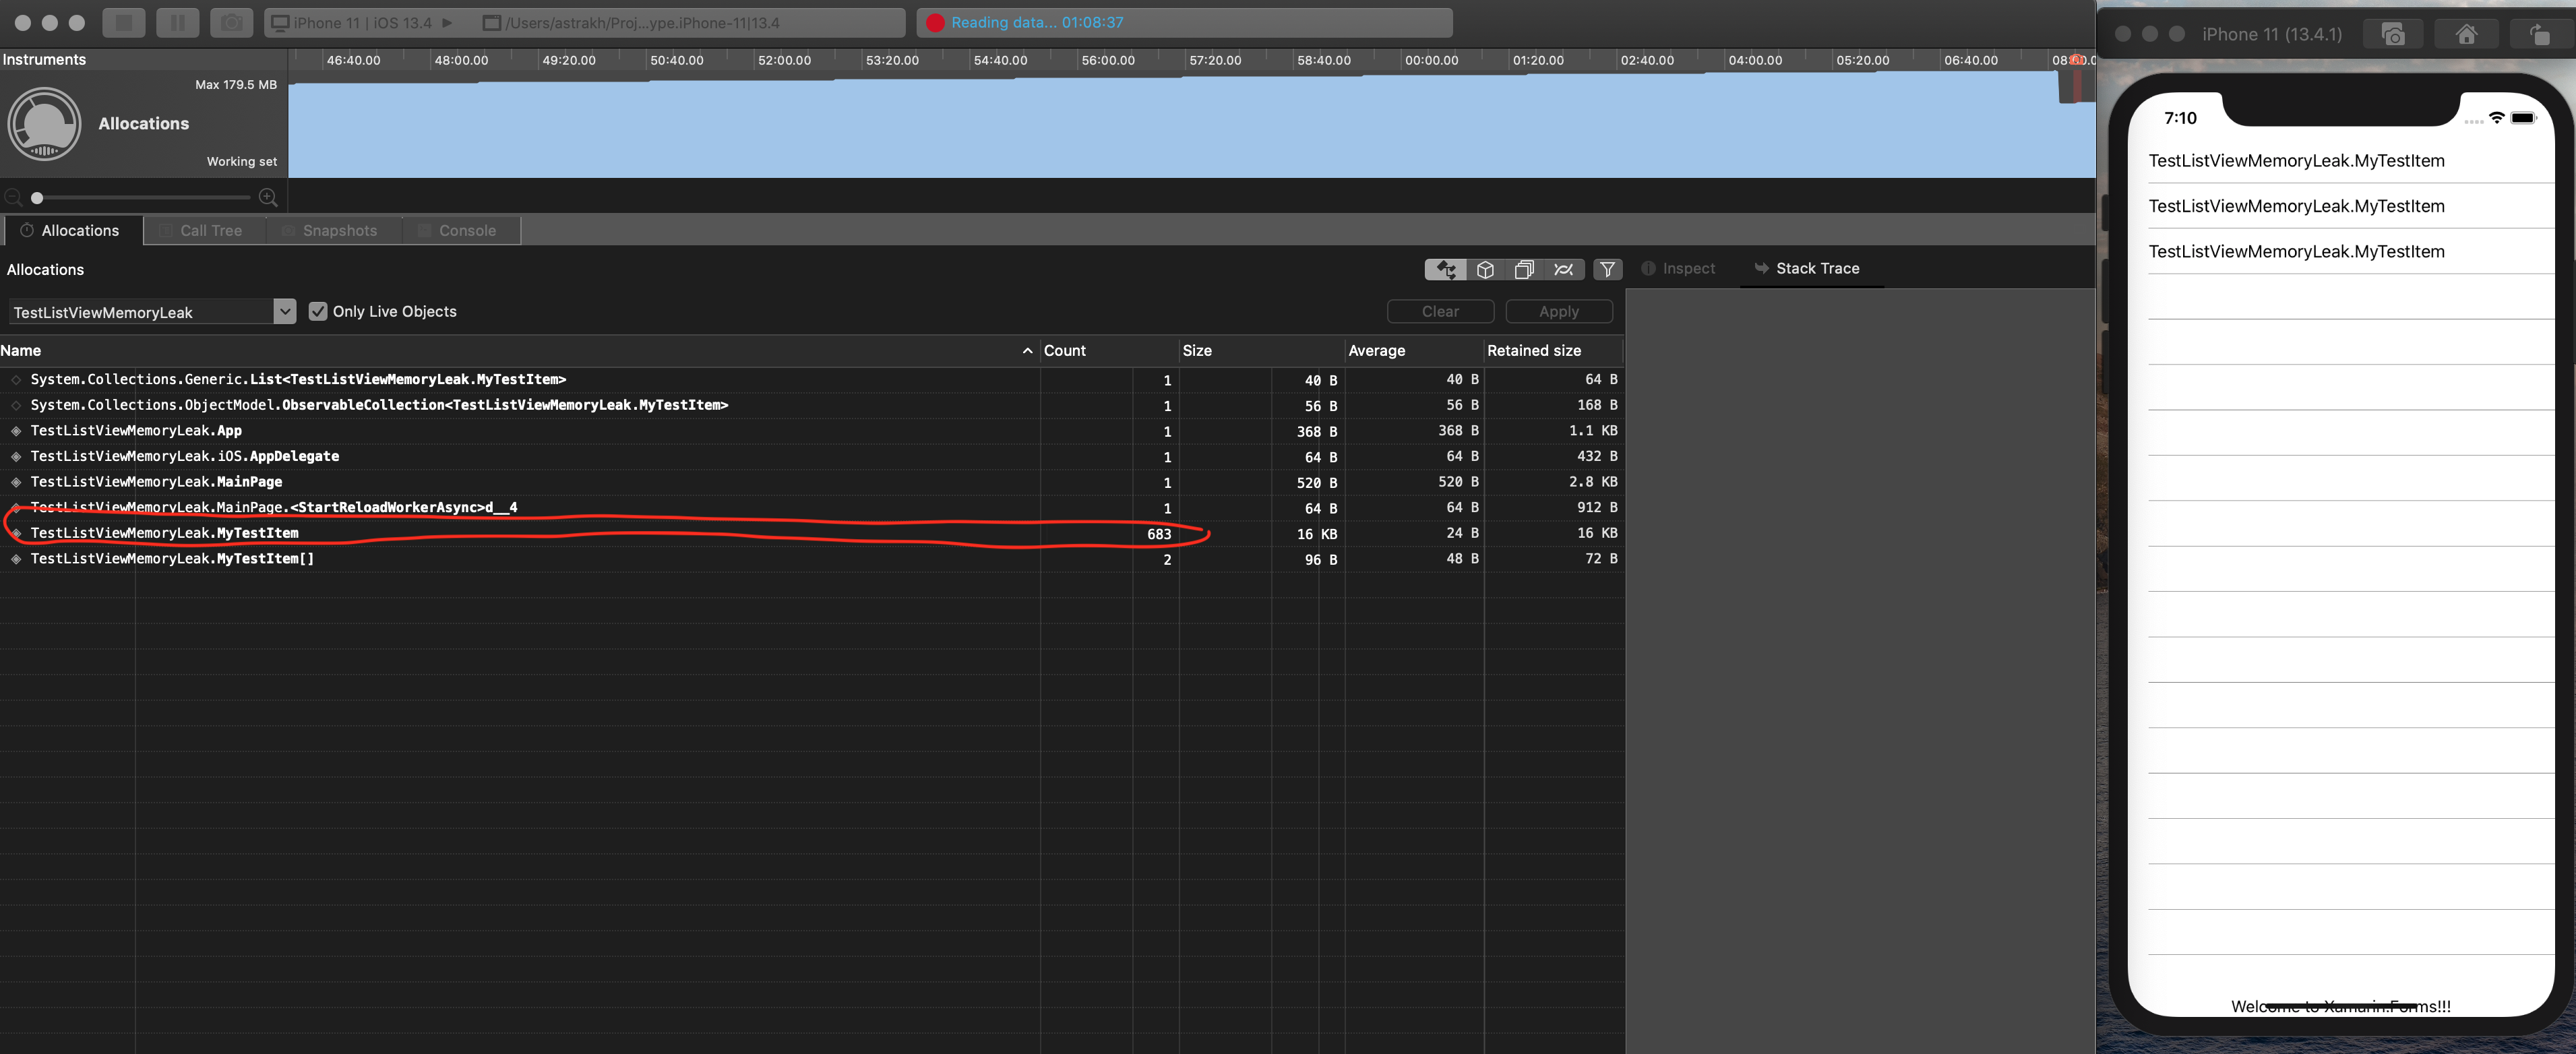 iPhone 11 | iOS 13.4
/Users/astrakh/Proj...ype.iPhone-11|13.4
Reading data... 01:08:37
Instruments
46:40.00 48:00.00 49:20.00 50:40.00 52:00.00 53:20.00 54:40.00 56:00.00 57:20.00 58:40.00 00:00.00 01:20.00 02:40.00 04:00.00 05:20.00 06:40.00
Max 179.5 MB
Allocations
Working set
Allocations Call Tree Snapshots Console
Allocations
Inspect Stack Trace
TestListViewMemoryLeak Only Live Objects Clear Apply
Name Count Size Average Retained size
System.Collections.Generic.List<TestListViewMemoryLeak.MyTestItem> 1 40 B 40 B 64 B
System.Collections.ObjectModel.ObservableCollection<TestListViewMemoryLeak.MyTestItem> 1 56 B 56 B 168 B
TestListViewMemoryLeak.App 1 368 B 368 B 1.1 KB
TestListViewMemoryLeak.iOS.AppDelegate 1 64 B 64 B 432 B
TestListViewMemoryLeak.MainPage 1 520 B 520 B 2.8 KB
TestListViewMemoryLeak.MainPage.<StartReloadWorkerAsync>d__4 1 64 B 64 B 912 B
TestListViewMemoryLeak.MyTestItem 683 16 KB 24 B 16 KB
TestListViewMemoryLeak.MyTestItem[] 2 96 B 48 B 72 B
iPhone 11 (13.4.1)
7:10
TestListViewMemoryLeak.MyTestItem
TestListViewMemoryLeak.MyTestItem
TestListViewMemoryLeak.MyTestItem
Welcome to Xamarin.Forms!!!